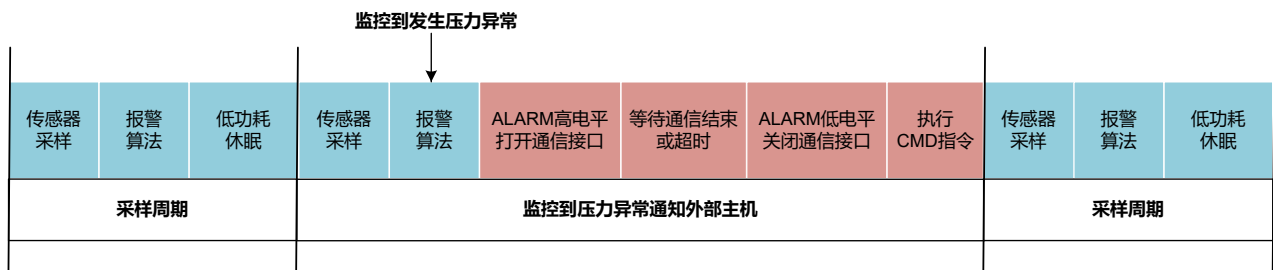 监控到发生压力异常
传感器
采样
报警
算法
低功耗
休眠
传感器
采样
报警
算法
ALARM高电平
打开通信接口
等待通信结束
或超时
ALARM低电平
关闭通信接口
执行
CMD指令
传感器
采样
报警
算法
低功耗
休眠
采样周期
监控到压力异常通知外部主机
采样周期